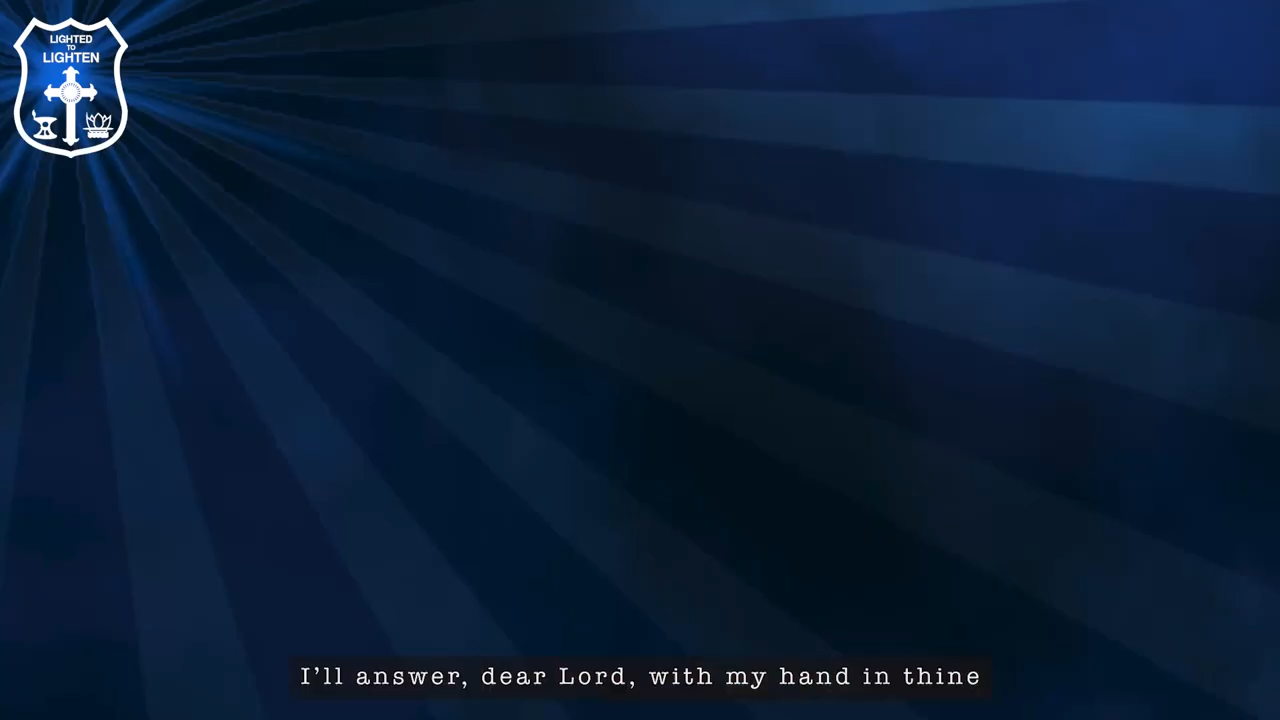 LIGHTED
TO
LIGHTEN
I’ll answer, dear Lord, with my hand in thine